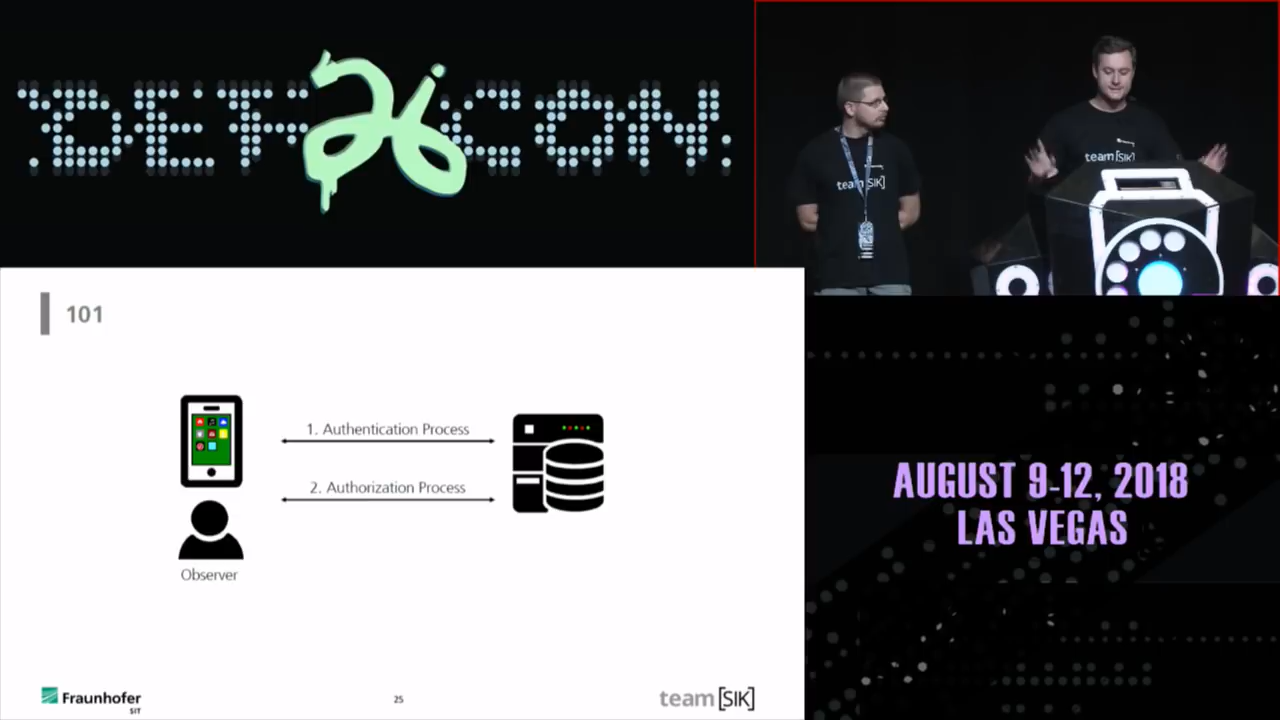 DEF CON
26
team[SIK]
team[SIK]
101
1. Authentication Process
2. Authorization Process
Observer
Fraunhofer
SIT
25
team[SIK]
AUGUST 9-12, 2018
LAS VEGAS